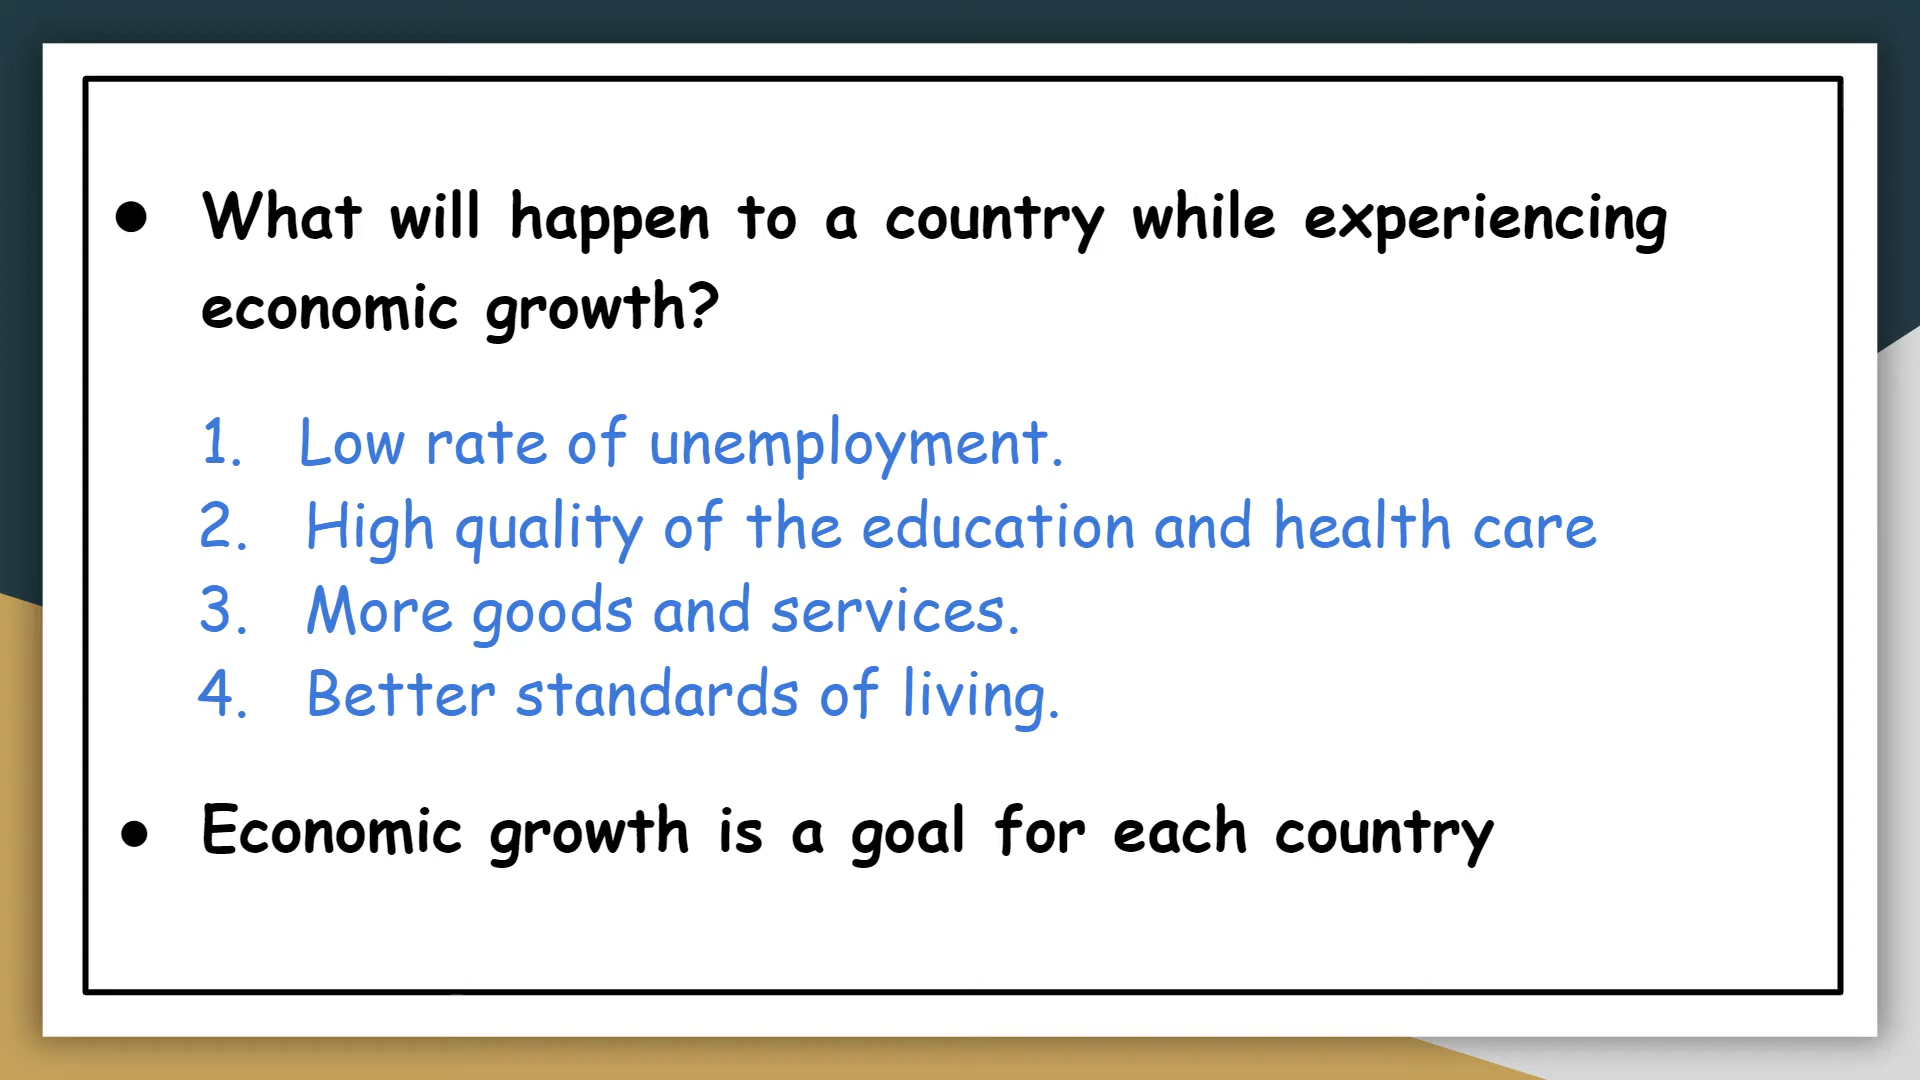 ● What will happen to a country while experiencing
economic growth?
1. Low rate of unemployment.
2. High quality of the education and health care
3. More goods and services.
4. Better standards of living.
● Economic growth is a goal for each country